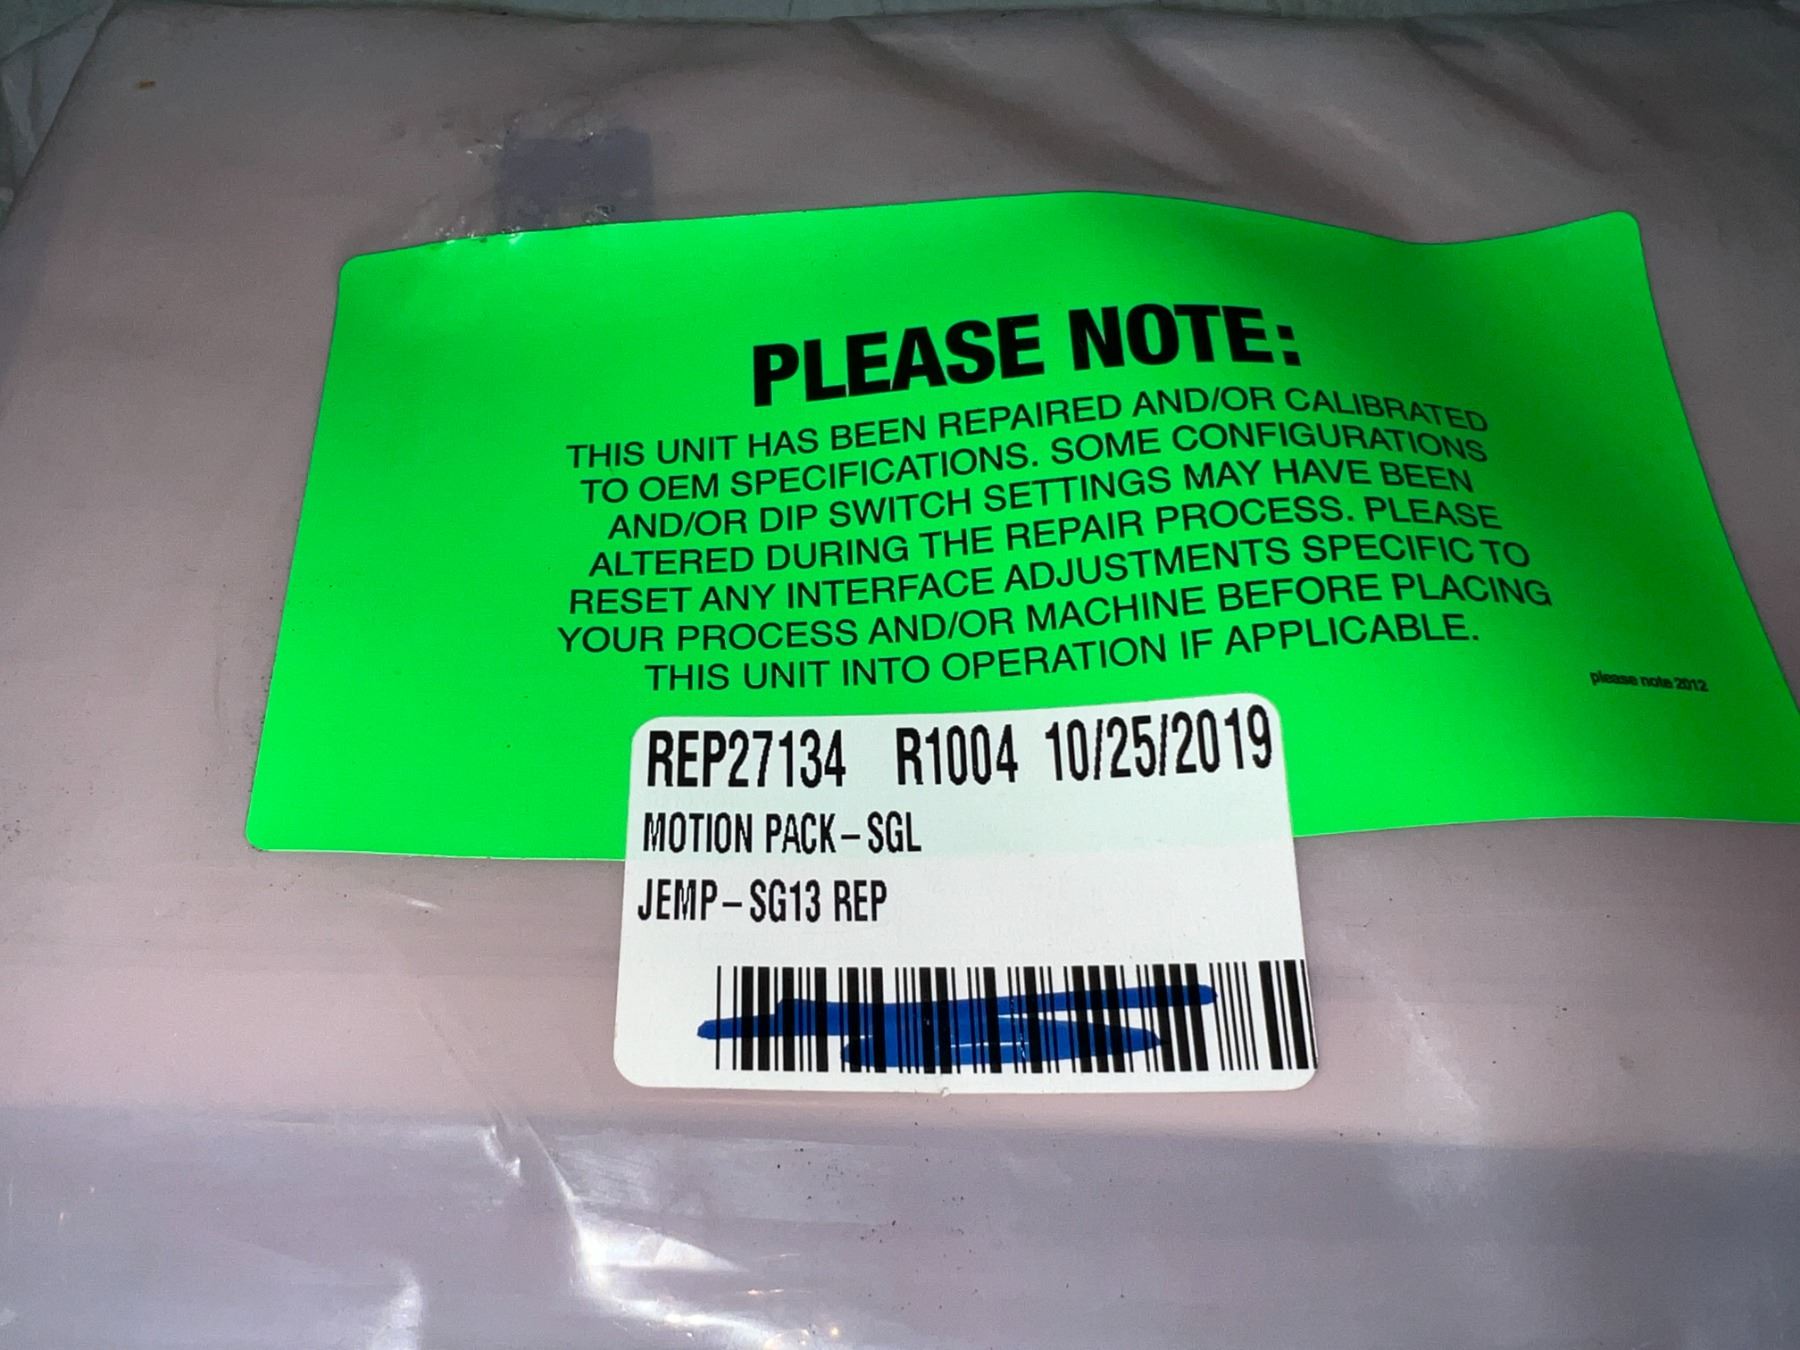 PLEASE NOTE:
THIS UNIT HAS BEEN REPAIRED AND/OR CALIBRATED
TO OEM SPECIFICATIONS. SOME CONFIGURATIONS
AND/OR DIP SWITCH SETTINGS MAY HAVE BEEN
ALTERED DURING THE REPAIR PROCESS. PLEASE
RESET ANY INTERFACE ADJUSTMENTS SPECIFIC TO
YOUR PROCESS AND/OR MACHINE BEFORE PLACING
THIS UNIT INTO OPERATION IF APPLICABLE.
please note 2012
REP27134 R1004 10/25/2019
MOTION PACK-SGL
JEMP-SG13 REP